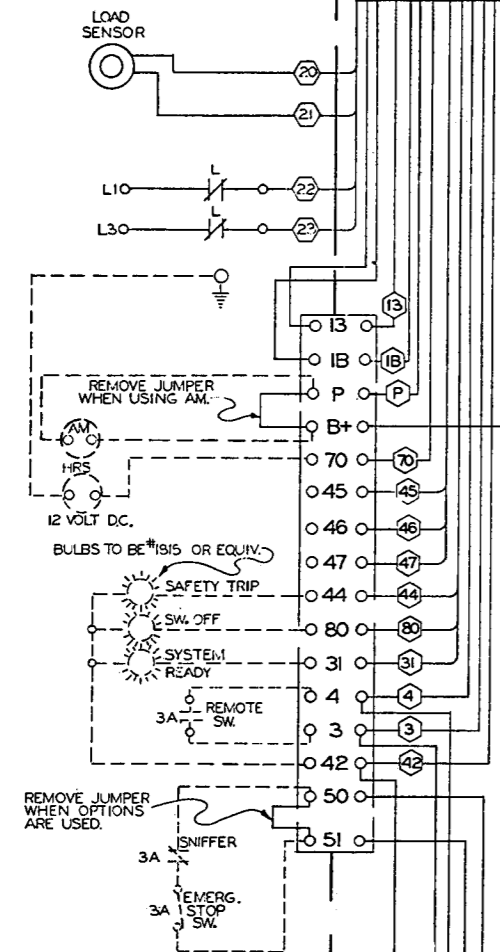 LOAD
SENSOR
20
21
L1
L
22
L3
L
23
13
13
1B
1B
REMOVE JUMPER
WHEN USING AM.
P
P
AM
B+
HRS
70
70
12 VOLT D.C.
45
45
46
46
BULBS TO BE #1815 OR EQUIV.
47
47
SAFETY TRIP
44
44
SW. OFF
80
80
SYSTEM
READY
31
31
4
4
3A
REMOTE
SW.
3
3
42
42
REMOVE JUMPER
WHEN OPTIONS
ARE USED.
50
SNIFFER
3A
51
3A
EMERG.
STOP
SW.